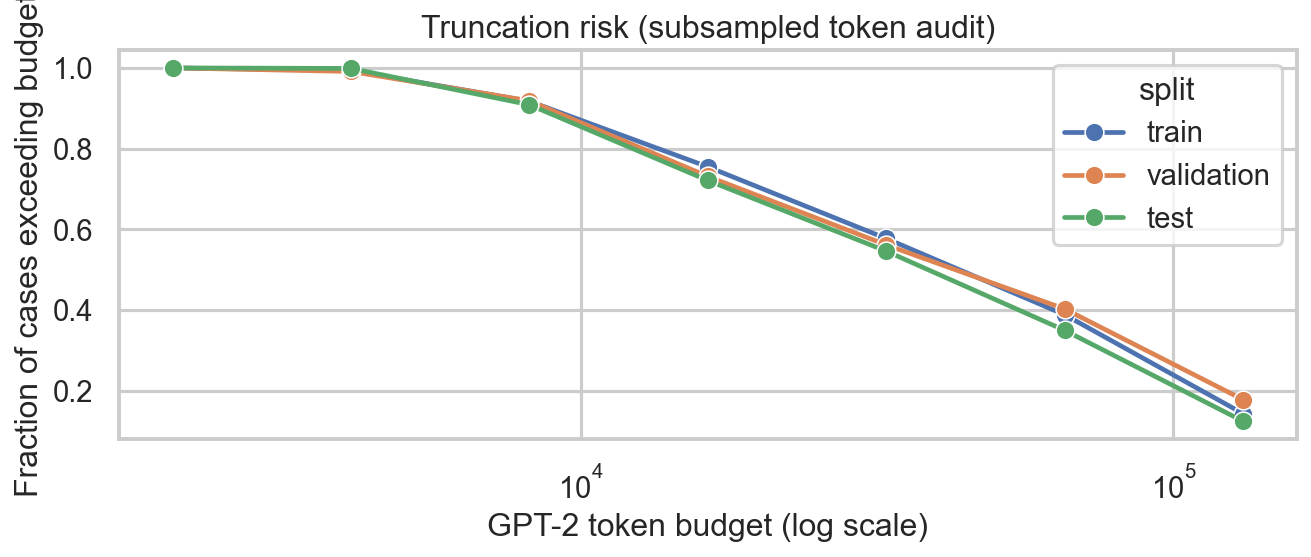 Truncation risk (subsampled token audit)
Fraction of cases exceeding budget
1.0
0.8
0.6
0.4
0.2
split
train
validation
test
10^4
10^5
GPT-2 token budget (log scale)